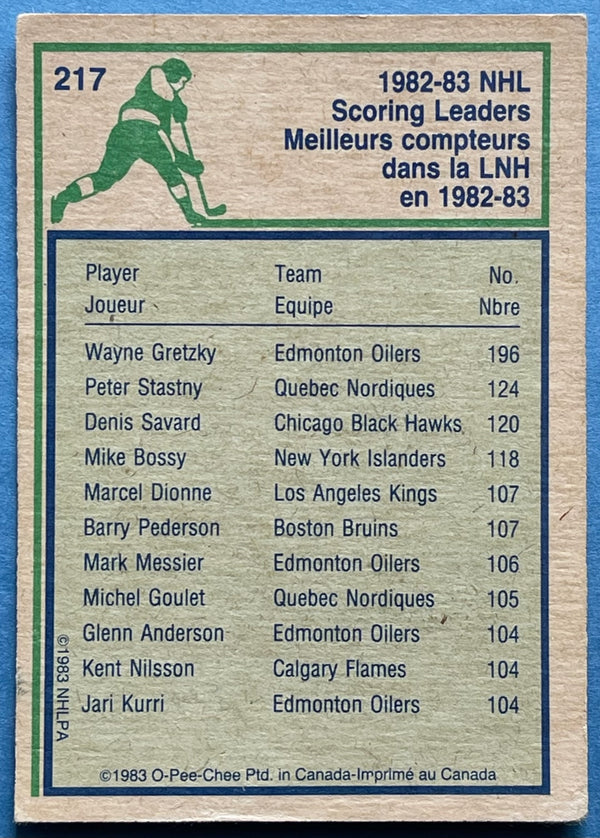 217
1982-83 NHL
Scoring Leaders
Meilleurs compteurs
dans la LNH
en 1982-83
Player Team No.
Joueur Equipe Nbre
Wayne Gretzky Edmonton Oilers 196
Peter Stastny Quebec Nordiques 124
Denis Savard Chicago Black Hawks 120
Mike Bossy New York Islanders 118
Marcel Dionne Los Angeles Kings 107
Barry Pederson Boston Bruins 107
Mark Messier Edmonton Oilers 106
Michel Goulet Quebec Nordiques 105
Glenn Anderson Edmonton Oilers 104
Kent Nilsson Calgary Flames 104
Jari Kurri Edmonton Oilers 104
©1983 NHLPA
©1983 O-Pee-Chee Ptd. in Canada-Imprimé au Canada